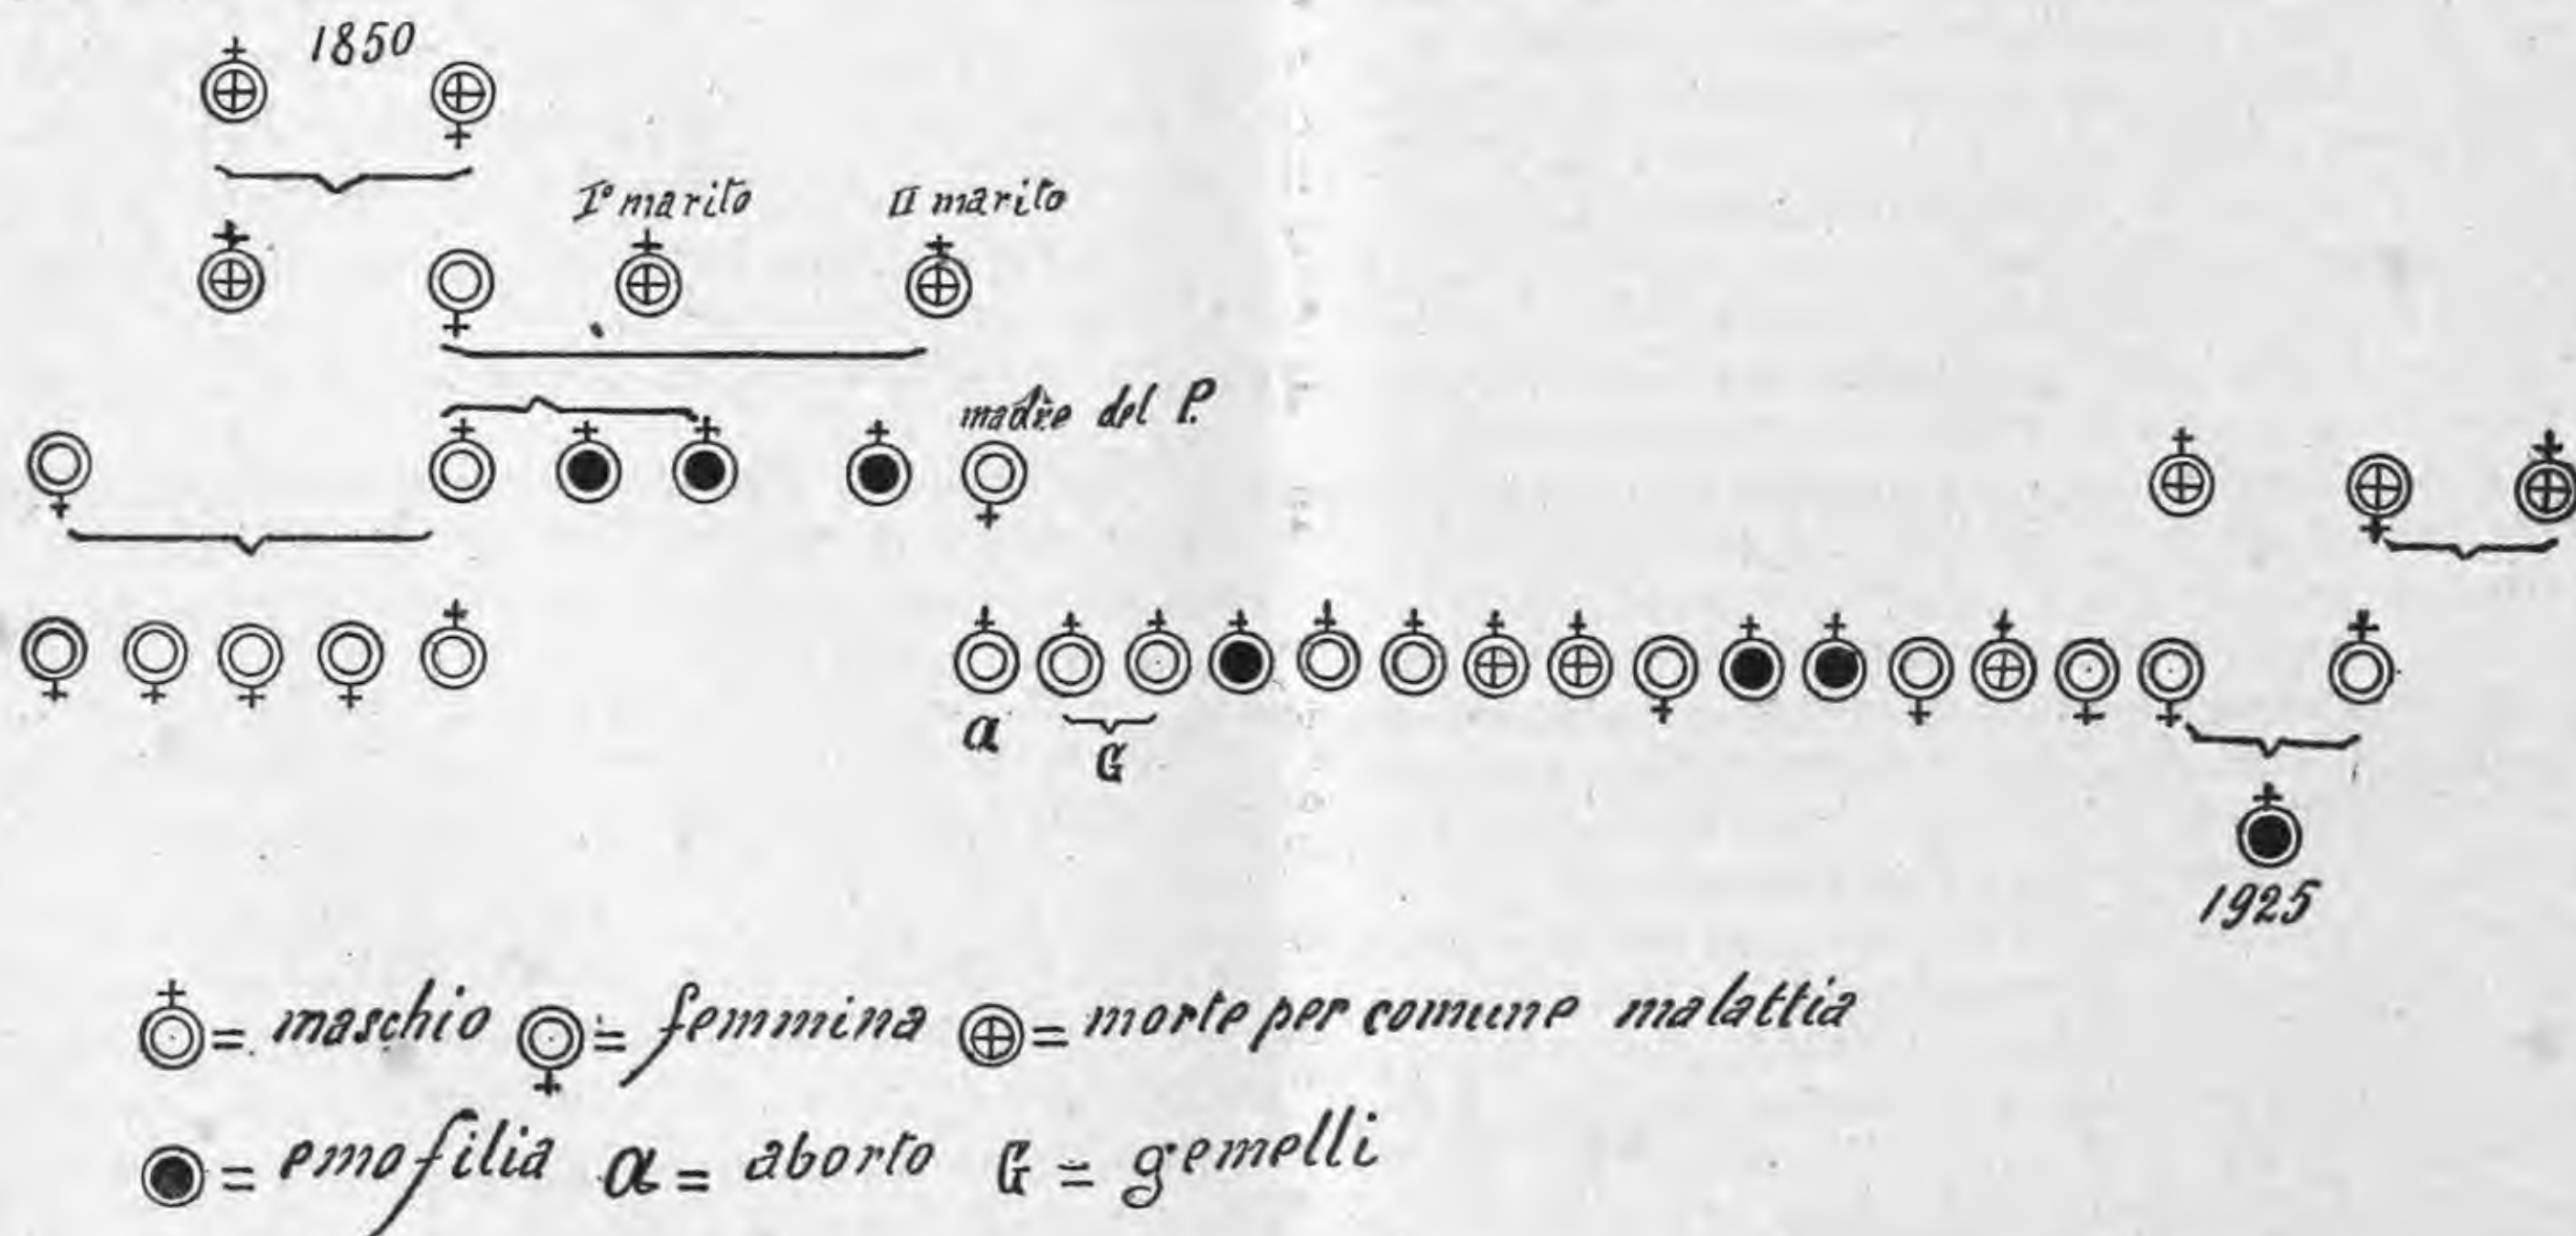 1850
I° marito
II marito
madre del P.
a
G
1925
= maschio = femmina = morte per comune malattia
= emofilia a = aborto G = gemelli